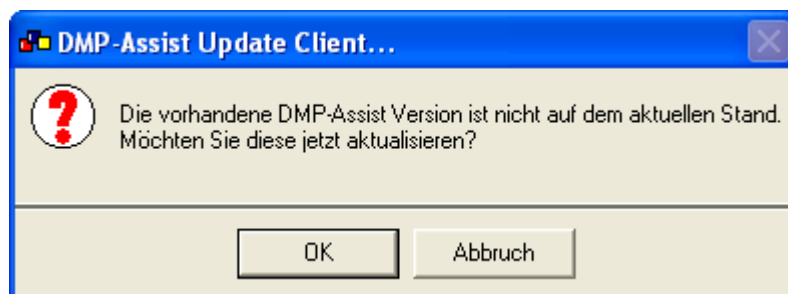 DMP-Assist Update Client...
Die vorhandene DMP-Assist Version ist nicht auf dem aktuellen Stand.
Möchten Sie diese jetzt aktualisieren?
OK
Abbruch